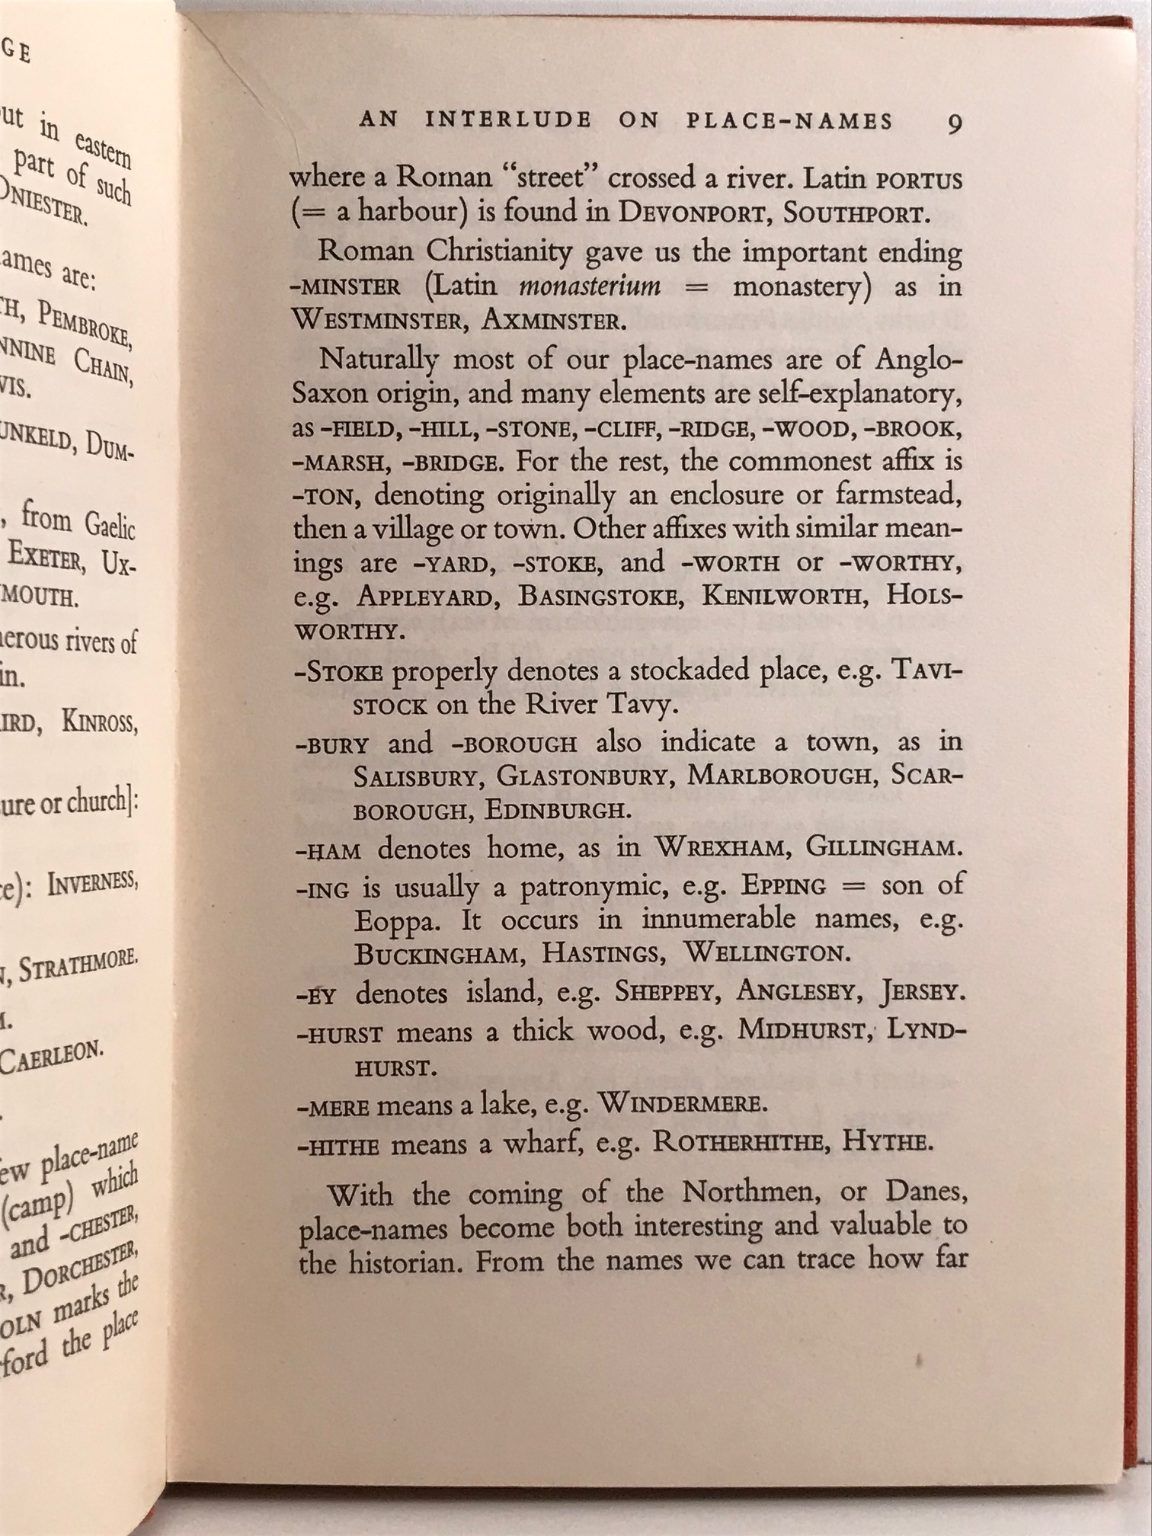 GE
ut in eastern
part of such
DNIESTER.
ames are:
TH, PEMBROKE,
NNINE CHAIN,
VIS.
UNKELD, DUM-
, from Gaelic
EXETER, UX-
MOUTH.
nerous rivers of
in.
IRD, KINROSS,
ure or church]:
ce): INVERNESS,
N, STRATHMORE.
CAERLEON.
ew place-name
(camp) which
and -CHESTER,
R, DORCHESTER,
OLN marks the
ford the place
AN INTERLUDE ON PLACE-NAMES 9
where a Roman “street” crossed a river. Latin PORTUS
(= a harbour) is found in DEVONPORT, SOUTHPORT.
Roman Christianity gave us the important ending
-MINSTER (Latin monasterium = monastery) as in
WESTMINSTER, AXMINSTER.
Naturally most of our place-names are of Anglo-
Saxon origin, and many elements are self-explanatory,
as -FIELD, -HILL, -STONE, -CLIFF, -RIDGE, -WOOD, -BROOK,
-MARSH, -BRIDGE. For the rest, the commonest affix is
-TON, denoting originally an enclosure or farmstead,
then a village or town. Other affixes with similar mean-
ings are -YARD, -STOKE, and -WORTH or -WORTHY,
e.g. APPLEYARD, BASINGSTOKE, KENILWORTH, HOLS-
WORTHY.
-STOKE properly denotes a stockaded place, e.g. TAVI-
STOCK on the River Tavy.
-BURY and -BOROUGH also indicate a town, as in
SALISBURY, GLASTONBURY, MARLBOROUGH, SCAR-
BOROUGH, EDINBURGH.
-HAM denotes home, as in WREXHAM, GILLINGHAM.
-ING is usually a patronymic, e.g. EPPING = son of
Eoppa. It occurs in innumerable names, e.g.
BUCKINGHAM, HASTINGS, WELLINGTON.
-EY denotes island, e.g. SHEPPEY, ANGLESEY, JERSEY.
-HURST means a thick wood, e.g. MIDHURST, LYND-
HURST.
-MERE means a lake, e.g. WINDERMERE.
-HITHE means a wharf, e.g. ROTHERHITHE, HYTHE.
With the coming of the Northmen, or Danes,
place-names become both interesting and valuable to
the historian. From the names we can trace how far